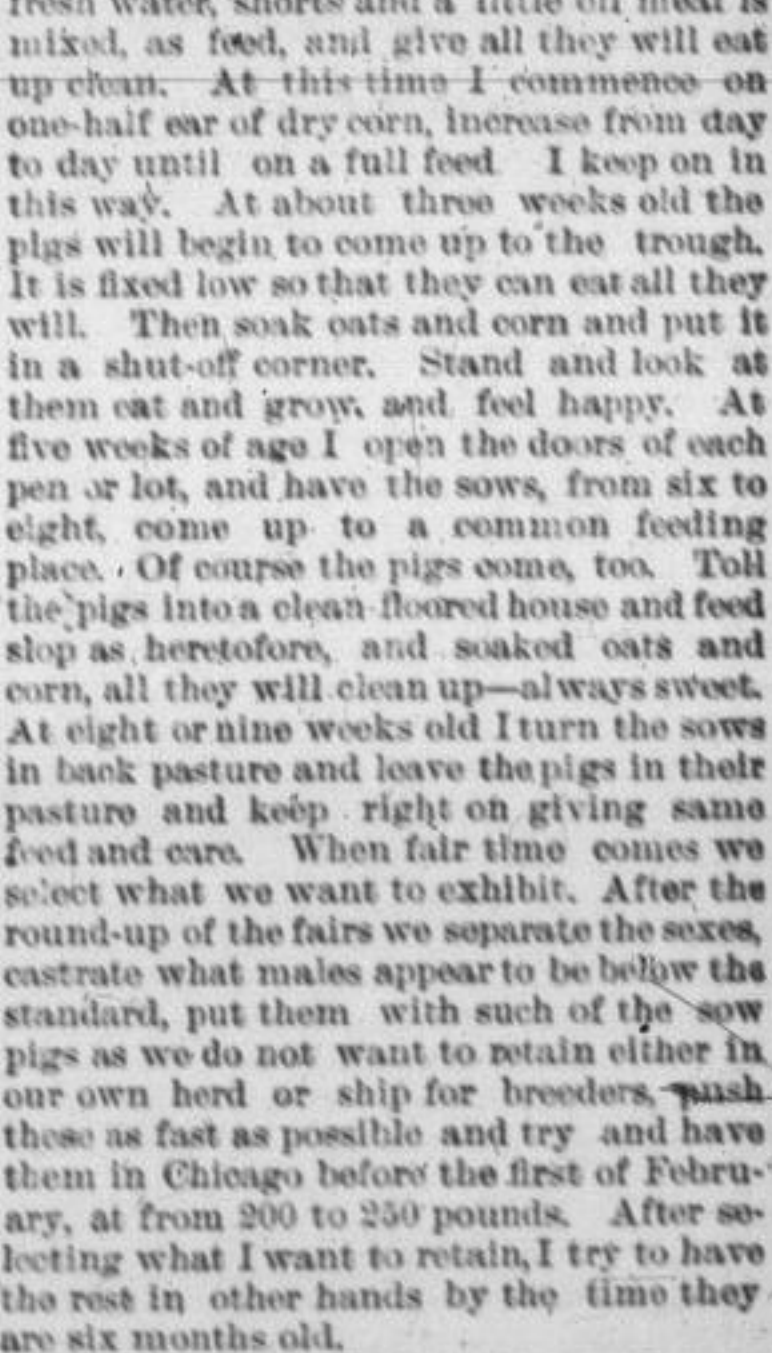 fresh water, shorts and a little oil meal is
mixed, as feed, and give all they will eat
up clean. At this time I commence on
one-half ear of dry corn, increase from day
to day until on a full feed I keep on in
this way. At about three weeks old the
pigs will begin to come up to the trough.
It is fixed low so that they can eat all they
will. Then soak oats and corn and put it
in a shut-off corner. Stand and look at
them eat and grow, and feel happy. At
five weeks of age I open the doors of each
pen or lot, and have the sows, from six to
eight, come up to a common feeding
place. Of course the pigs come, too. Toll
the pigs into a clean floored house and feed
slop as heretofore, and soaked oats and
corn, all they will clean up—always sweet.
At eight or nine weeks old I turn the sows
in back pasture and leave the pigs in their
pasture and keep right on giving same
feed and care. When fair time comes we
select what we want to exhibit. After the
round-up of the fairs we separate the sexes,
castrate what males appear to be below the
standard, put them with such of the sow
pigs as we do not want to retain either in
our own herd or ship for breeders, push
these as fast as possible and try and have
them in Chicago before the first of Febru-
ary, at from 200 to 250 pounds. After se-
lecting what I want to retain, I try to have
the rest in other hands by the time they
are six months old.